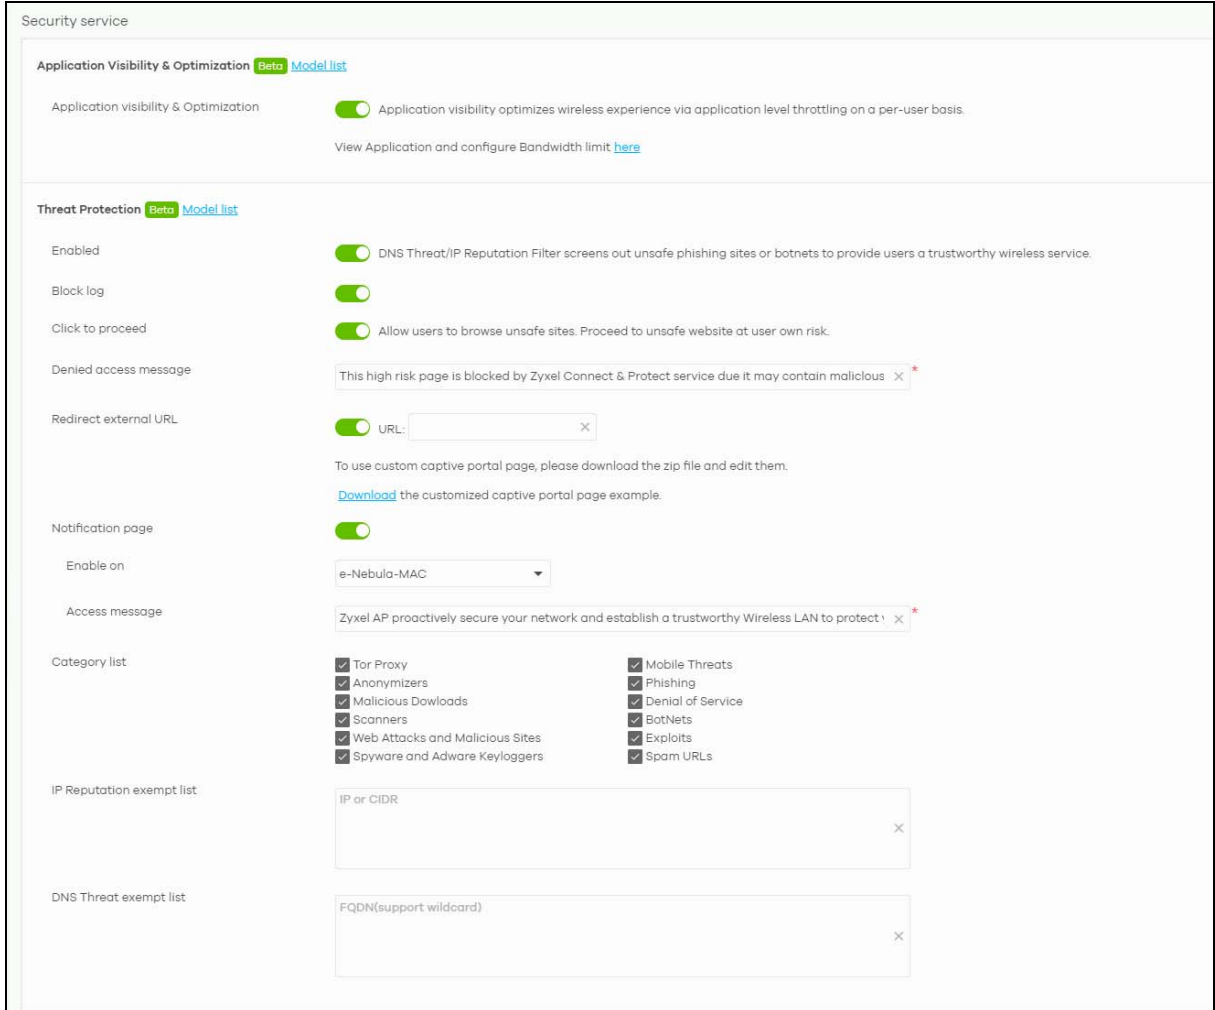 Security service
Application Visibility & Optimization Beta Model list
Application visibility & Optimization Application visibility optimizes wireless experience via application level throttling on a per-user basis.
View Application and configure Bandwidth limit here
Threat Protection Beta Model list
Enabled DNS Threat/IP Reputation Filter screens out unsafe phishing sites or botnets to provide users a trustworthy wireless service.
Block log
Click to proceed Allow users to browse unsafe sites. Proceed to unsafe website at user own risk.
Denied access message This high risk page is blocked by Zyxel Connect & Protect service due it may contain maliclous × *
Redirect external URL URL: ×
To use custom captive portal page, please download the zip file and edit them.
Download the customized captive portal page example.
Notification page
Enable on e-Nebula-MAC
Access message Zyxel AP proactively secure your network and establish a trustworthy Wireless LAN to protect × *
Category list Tor Proxy Mobile Threats
Anonymizers Phishing
Malicious Dowloads Denial of Service
Scanners BotNets
Web Attacks and Malicious Sites Exploits
Spyware and Adware Keyloggers Spam URLs
IP Reputation exempt list IP or CIDR
×
DNS Threat exempt list FQDN(support wildcard)
×